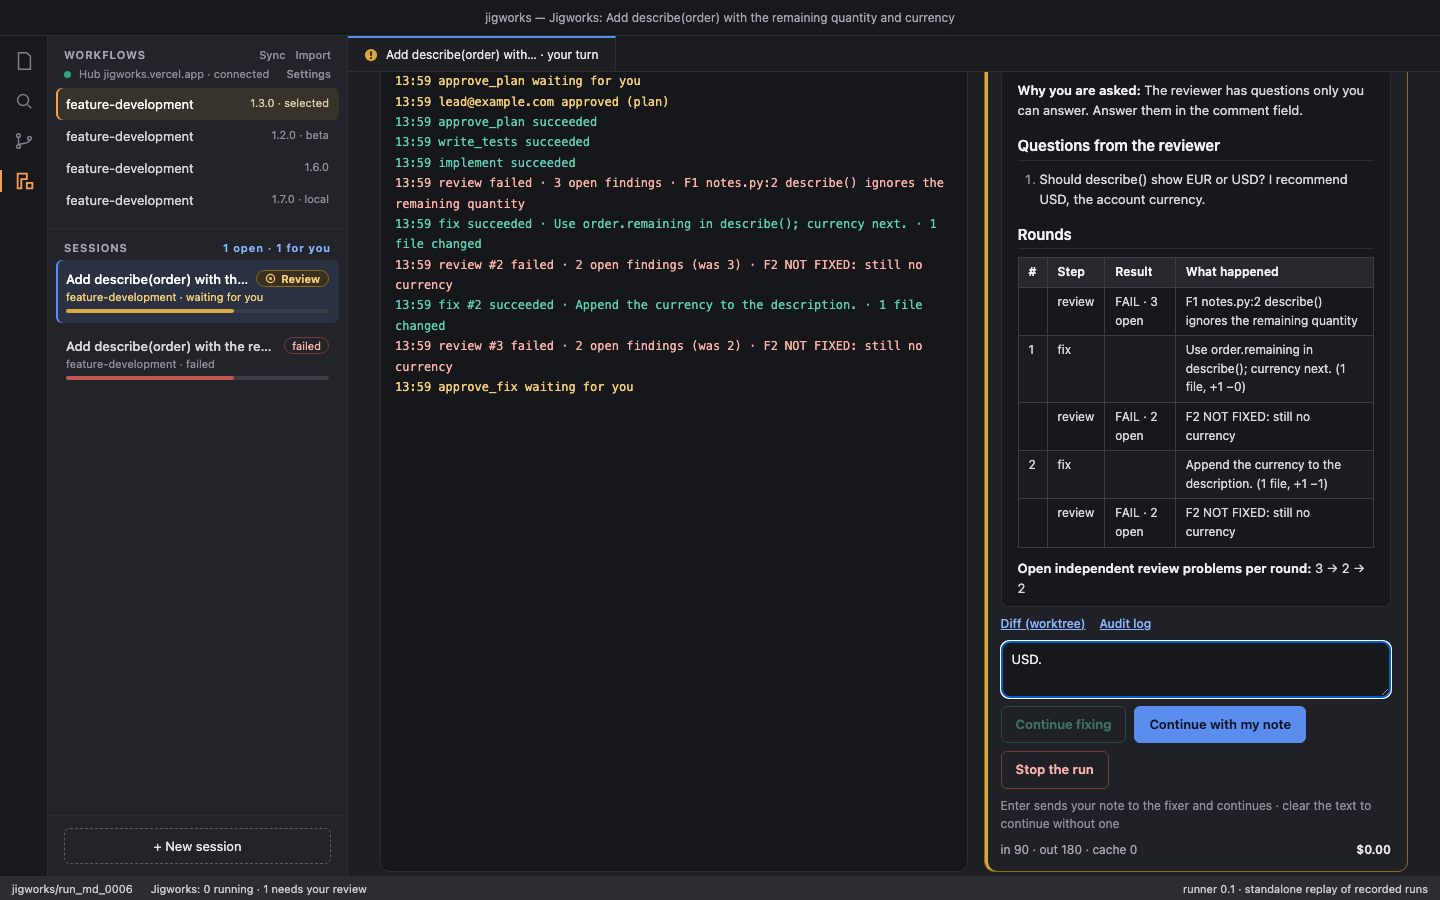 jigworks — Jigworks: Add describe(order) with the remaining quantity and currency
WORKFLOWS
Sync Import
Hub jigworks.vercel.app · connected
Settings
feature-development
1.3.0 · selected
feature-development
1.2.0 · beta
feature-development
1.6.0
feature-development
1.7.0 · local
SESSIONS
1 open · 1 for you
Add describe(order) with th...
Review
feature-development · waiting for you
Add describe(order) with the re...
failed
feature-development · failed
+ New session
Add describe(order) with... · your turn
13:59 approve_plan waiting for you
13:59 lead@example.com approved (plan)
13:59 approve_plan succeeded
13:59 write_tests succeeded
13:59 implement succeeded
13:59 review failed · 3 open findings · F1 notes.py:2 describe() ignores the
remaining quantity
13:59 fix succeeded · Use order.remaining in describe(); currency next. · 1
file changed
13:59 review #2 failed · 2 open findings (was 3) · F2 NOT FIXED: still no
currency
13:59 fix #2 succeeded · Append the currency to the description. · 1 file
changed
13:59 review #3 failed · 2 open findings (was 2) · F2 NOT FIXED: still no
currency
13:59 approve_fix waiting for you
Why you are asked: The reviewer has questions only you
can answer. Answer them in the comment field.
Questions from the reviewer
1. Should describe() show EUR or USD? I recommend
USD, the account currency.
Rounds
# Step Result What happened
review FAIL · 3 open F1 notes.py:2 describe() ignores the remaining quantity
1 fix Use order.remaining in describe(); currency next. (1 file, +1 −0)
review FAIL · 2 open F2 NOT FIXED: still no currency
2 fix Append the currency to the description. (1 file, +1 −1)
review FAIL · 2 open F2 NOT FIXED: still no currency
Open independent review problems per round: 3 → 2 →
2
Diff (worktree) Audit log
USD.
Continue fixing
Continue with my note
Stop the run
Enter sends your note to the fixer and continues · clear the text to
continue without one
in 90 · out 180 · cache 0
$0.00
jigworks/run_md_0006
Jigworks: 0 running · 1 needs your review
runner 0.1 · standalone replay of recorded runs